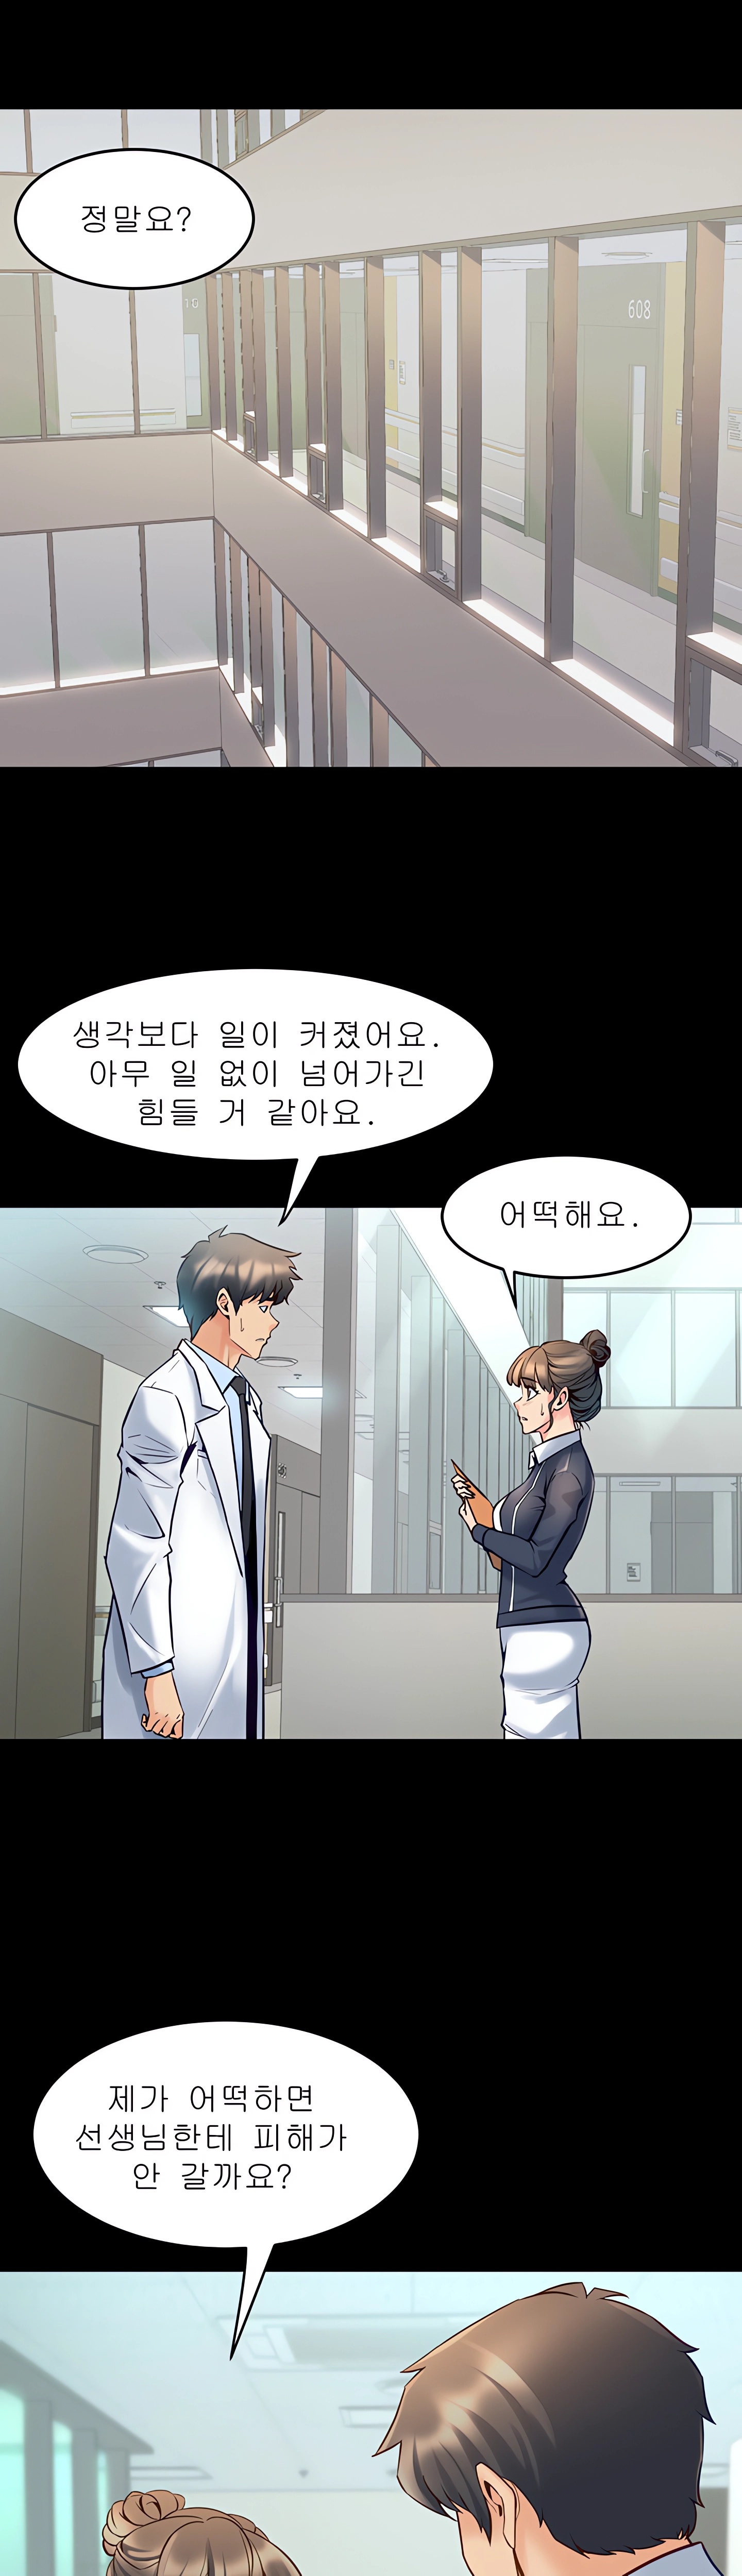 정말요?
608
생각보다 일이 커졌어요.
아무 일 없이 넘어가긴
힘들 거 같아요.
어떡해요.
제가 어떡하면
선생님한테 피해가
안 갈까요?